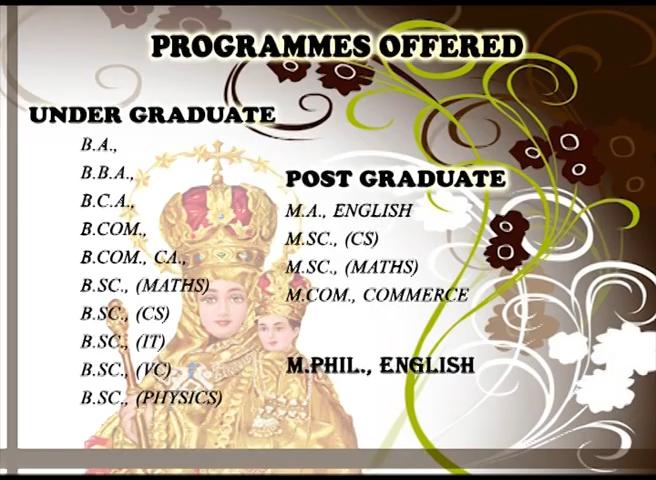 PROGRAMMES OFFERED
UNDER GRADUATE
B.A.,
B.B.A.,
B.C.A.,
B.COM.,
B.COM., CA.,
B.SC., (MATHS)
B.SC., (CS)
B.SC., (IT)
B.SC., (VC)
B.SC., (PHYSICS)
POST GRADUATE
M.A., ENGLISH
M.SC., (CS)
M.SC., (MATHS)
M.COM., COMMERCE
M.PHIL., ENGLISH